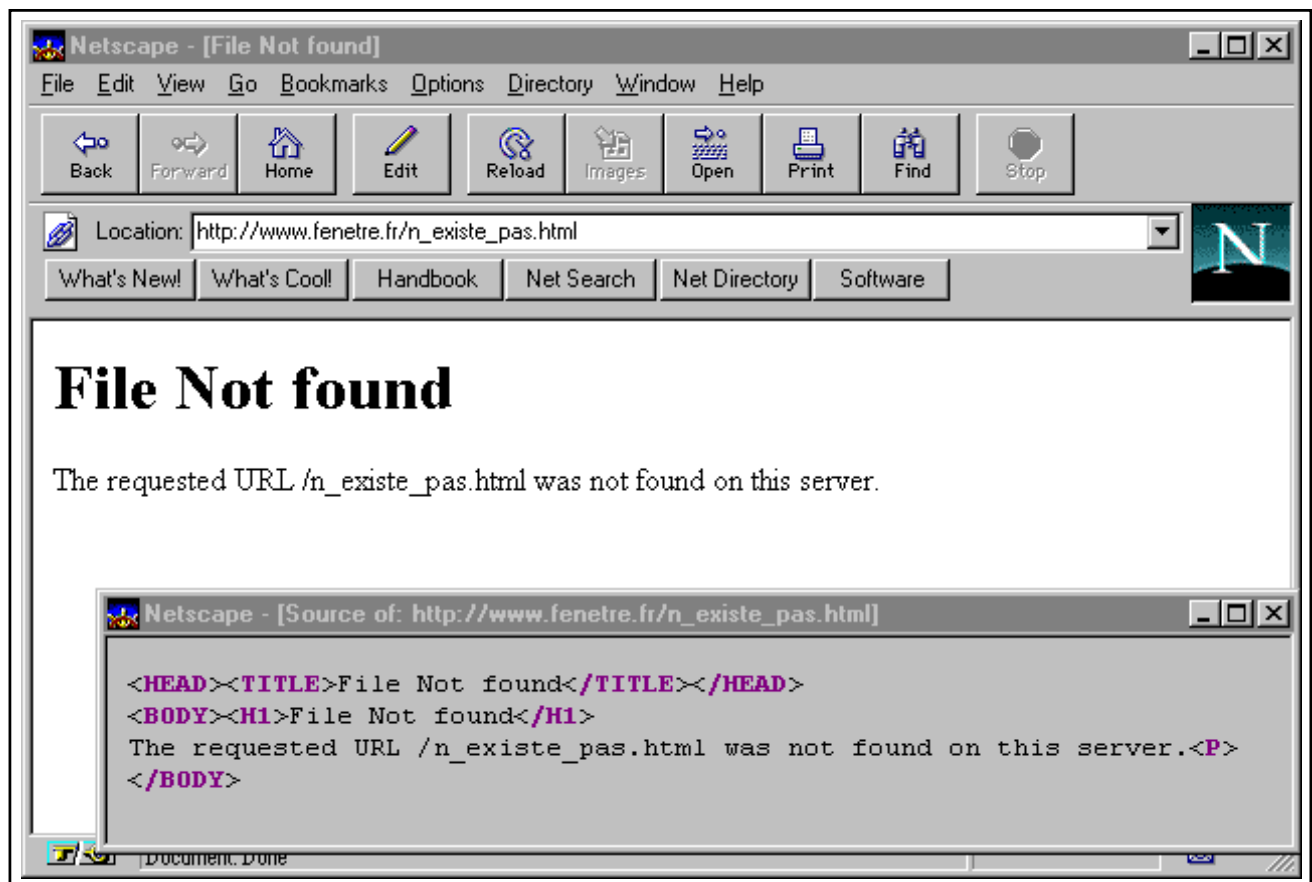 Netscape - [File Not found]
File Edit View Go Bookmarks Options Directory Window Help
Back Forward Home Edit Reload Images Open Print Find Stop
Location: http://www.fenetre.fr/n_existe_pas.html
N
What's New! What's Cool! Handbook Net Search Net Directory Software
File Not found
The requested URL /n_existe_pas.html was not found on this server.
Netscape - [Source of: http://www.fenetre.fr/n_existe_pas.html]
<HEAD><TITLE>File Not found</TITLE></HEAD>
<BODY><H1>File Not found</H1>
The requested URL /n_existe_pas.html was not found on this server.<P>
</BODY>
Document: Done